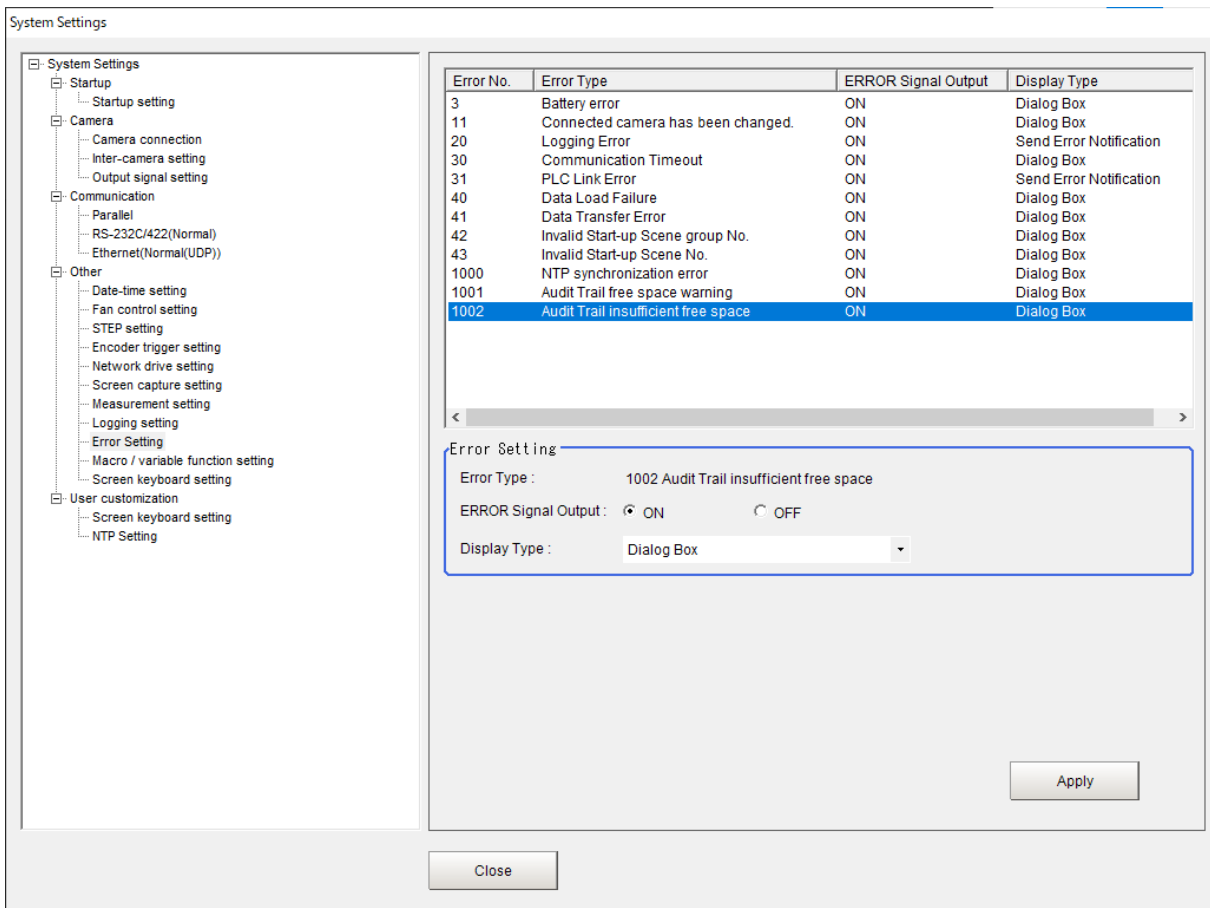 System Settings
System Settings
Startup
Startup setting
Camera
Camera connection
Inter-camera setting
Output signal setting
Communication
Parallel
RS-232C/422(Normal)
Ethernet(Normal(UDP))
Other
Date-time setting
Fan control setting
STEP setting
Encoder trigger setting
Network drive setting
Screen capture setting
Measurement setting
Logging setting
Error Setting
Macro / variable function setting
Screen keyboard setting
User customization
Screen keyboard setting
NTP Setting
Error No. Error Type ERROR Signal Output Display Type
3 Battery error ON Dialog Box
11 Connected camera has been changed. ON Dialog Box
20 Logging Error ON Send Error Notification
30 Communication Timeout ON Dialog Box
31 PLC Link Error ON Send Error Notification
40 Data Load Failure ON Dialog Box
41 Data Transfer Error ON Dialog Box
42 Invalid Start-up Scene group No. ON Dialog Box
43 Invalid Start-up Scene No. ON Dialog Box
1000 NTP synchronization error ON Dialog Box
1001 Audit Trail free space warning ON Dialog Box
1002 Audit Trail insufficient free space ON Dialog Box
Error Setting
Error Type : 1002 Audit Trail insufficient free space
ERROR Signal Output : ON OFF
Display Type : Dialog Box
Apply
Close